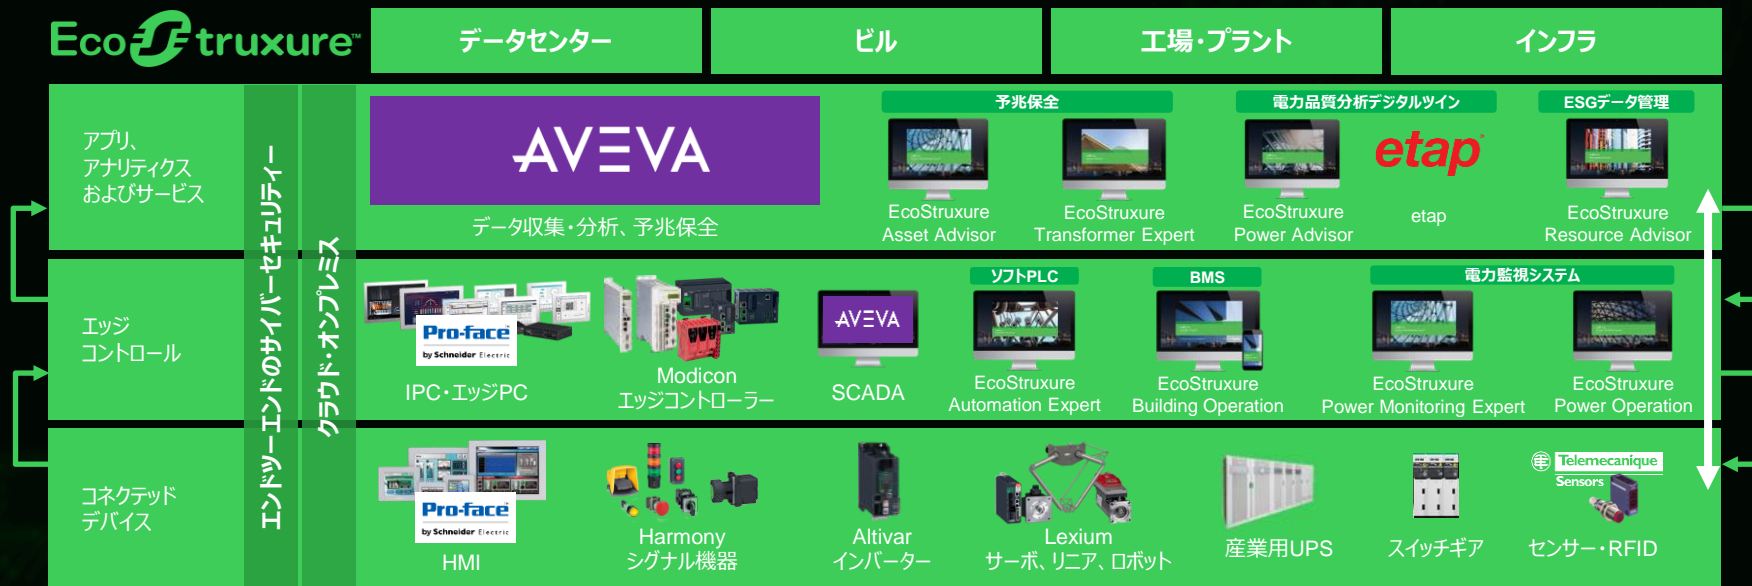 EcoStruxure™
データセンター
ビル
工場・プラント
インフラ
アプリ、
アナリティクス
およびサービス
エンドツーエンドのサイバーセキュリティー
クラウド・オンプレミス
AVEVA
データ収集・分析、予兆保全
予兆保全
EcoStruxure
Asset Advisor
EcoStruxure
Transformer Expert
電力品質分析デジタルツイン
EcoStruxure
Power Advisor
etap
etap
ESGデータ管理
EcoStruxure
Resource Advisor
エッジ
コントロール
Pro-face
by Schneider Electric
IPC・エッジPC
Modicon
エッジコントローラー
AVEVA
SCADA
ソフトPLC
EcoStruxure
Automation Expert
BMS
EcoStruxure
Building Operation
電力監視システム
EcoStruxure
Power Monitoring Expert
EcoStruxure
Power Operation
コネクテッド
デバイス
Pro-face
by Schneider Electric
HMI
Harmony
シグナル機器
Altivar
インバーター
Lexium
サーボ、リニア、ロボット
産業用UPS
スイッチギア
Telemecanique
Sensors
センサー・RFID